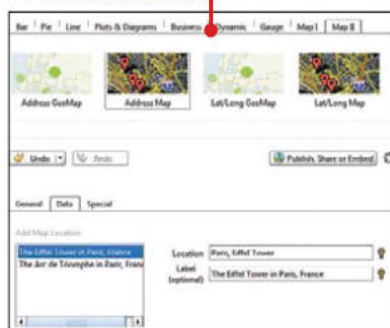 Bar Pie Line Plots & Diagrams Business Dynamic Gauge Map I Map II
Address GeoMap Address Map Lat/Long GeoMap Lat/Long Map
Undo Redo Publish, Share or Embed
General Data Special
Add Map Location
The Eiffel Tower in Paris, France
The Arc de Triomphe in Paris, Fran
Location Paris, Eiffel Tower
Label
(optional) The Eiffel Tower in Paris, France